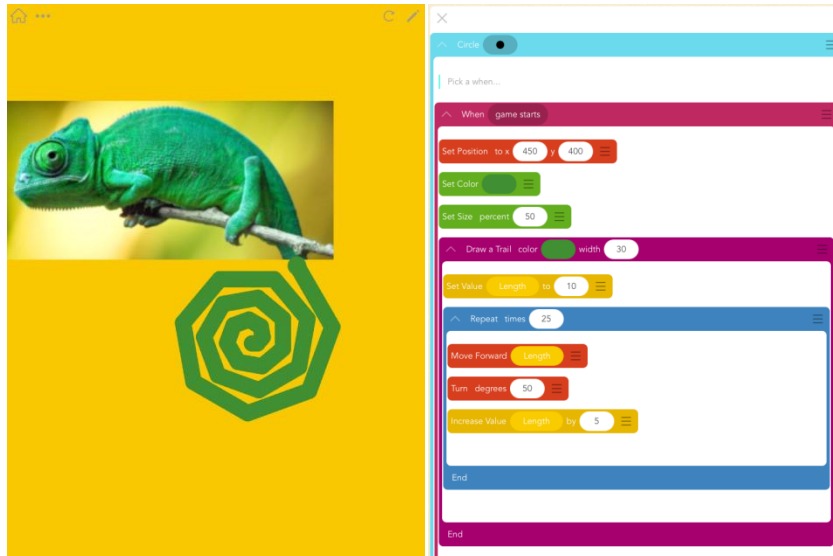 Circle
Pick a when...
When game starts
Set Position to x 450 y 400
Set Color
Set Size percent 50
Draw a Trail color width 30
Set Value Length to 10
Repeat times 25
Move Forward Length
Turn degrees 50
Increase Value Length by 5
End
End